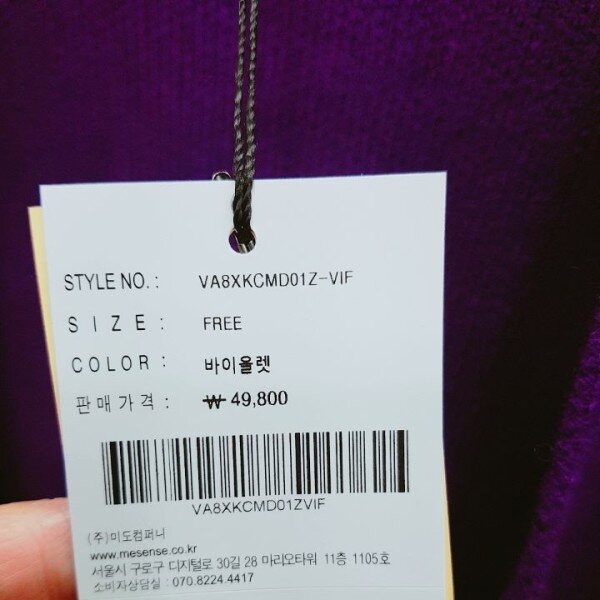 STYLE NO. : VA8XKCMD01Z-VIF
SIZE : FREE
COLOR : 바이올렛
판매가격 : ₩ 49,800
VA8XKCMD01ZVIF
(주)미도컴퍼니
www.mesense.co.kr
서울시 구로구 디지털로 30길 28 마리오타워 11층 1105호
소비자상담실 : 070.8224.4417